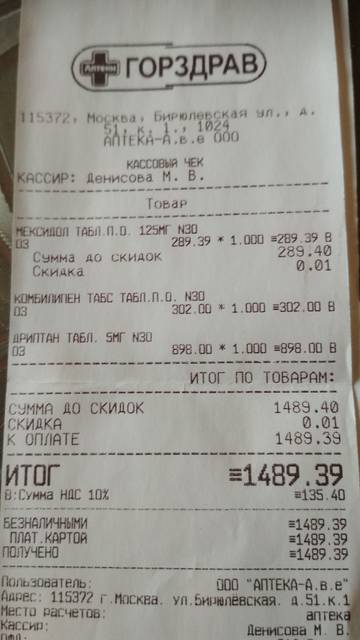 Аптеки ГОРЗДРАВ
115372, Москва, Бирюлевская ул., д.
51, к. 1., 1024
АПТЕКА-А.в.е ООО
КАССОВЫЙ ЧЕК
КАССИР: Денисова М. В.
Товар
МЕКСИДОЛ ТАБЛ.П.О. 125МГ N30
03 289.39 * 1.000 ≡289.39 В
Сумма до скидок 289.40
Скидка 0.01
КОМБИЛИПЕН ТАБС ТАБЛ.П.О. N30
03 302.00 * 1.000 ≡302.00 В
ДРИПТАН ТАБЛ. 5МГ N30
03 898.00 * 1.000 ≡898.00 В
ИТОГ ПО ТОВАРАМ:
СУММА ДО СКИДОК 1489.40
СКИДКА 0.01
К ОПЛАТЕ 1489.39
ИТОГ ≡1489.39
В:Сумма НДС 10% ≡135.40
БЕЗНАЛИЧНЫМИ ≡1489.39
ПЛАТ.КАРТОЙ ≡1489.39
ПОЛУЧЕНО ≡1489.39
Пользователь: ООО "АПТЕКА-А.в.е"
Адрес: 115372 г.Москва. ул.Бирюлёвская. д.51.к.1
Место расчетов: аптека
Кассир: Денисова М. В.